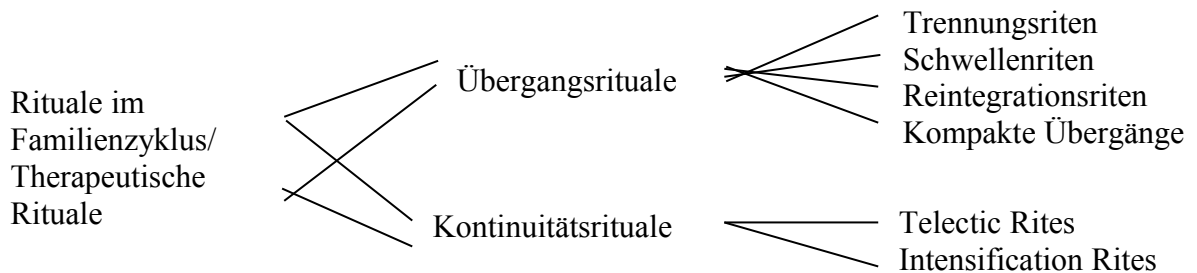 Rituale im
Familienzyklus/
Therapeutische
Rituale
Übergangsrituale
Kontinuitätsrituale
Trennungsriten
Schwellenriten
Reintegrationsriten
Kompakte Übergänge
Telectic Rites
Intensification Rites